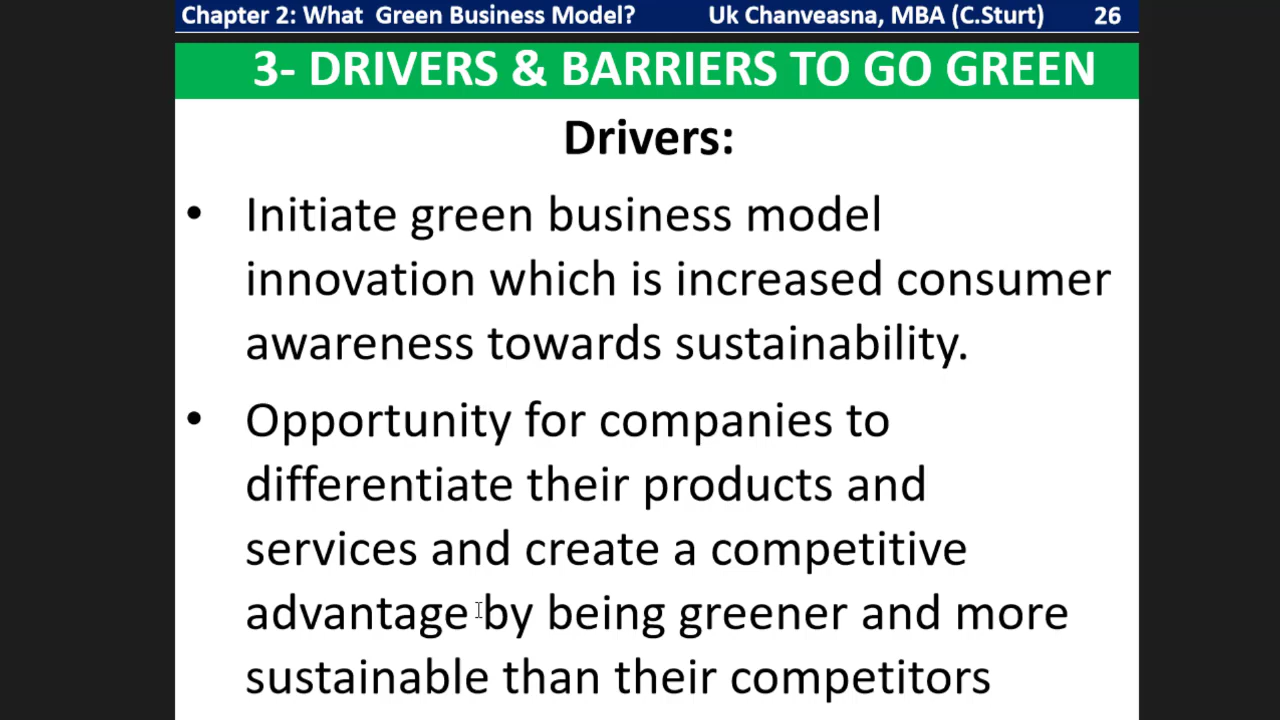 Chapter 2: What Green Business Model? Uk Chanveasna, MBA (C.Sturt) 26
3- DRIVERS & BARRIERS TO GO GREEN
Drivers:
• Initiate green business model
innovation which is increased consumer
awareness towards sustainability.
• Opportunity for companies to
differentiate their products and
services and create a competitive
advantage by being greener and more
sustainable than their competitors